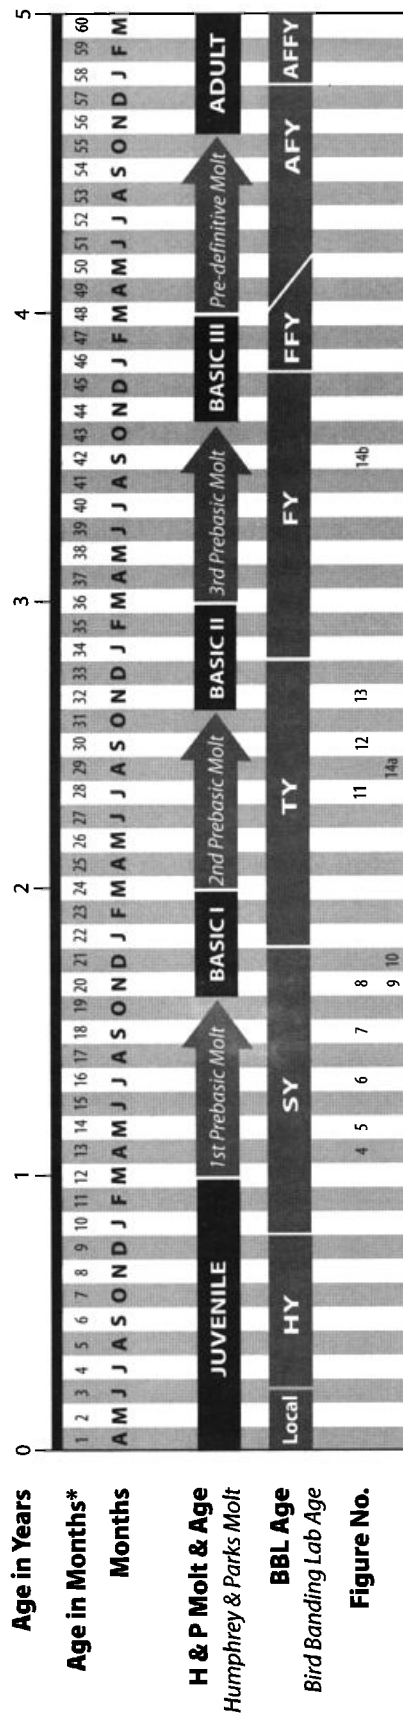 Age in Years 0 1 2 3 4 5
Age in Months* 1 2 3 4 5 6 7 8 9 10 11 12 13 14 15 16 17 18 19 20 21 22 23 24 25 26 27 28 29 30 31 32 33 34 35 36 37 38 39 40 41 42 43 44 45 46 47 48 49 50 51 52 53 54 55 56 57 58 59 60
Months A M J J A S O N D J F M A M J J A S O N D J F M A M J J A S O N D J F M A M J J A S O N D J F M A M J J A S O N D J F M
H & P Molt & Age JUVENILE 1st Prebasic Molt BASIC I 2nd Prebasic Molt BASIC II 3rd Prebasic Molt BASIC III Pre-definitive Molt ADULT
Humphrey & Parks Molt
BBL Age Local HY SY TY FY FFY AFY AFFY
Bird Banding Lab Age
Figure No. 4 5 6 7 8 11 12 13 14b
9 10 14a